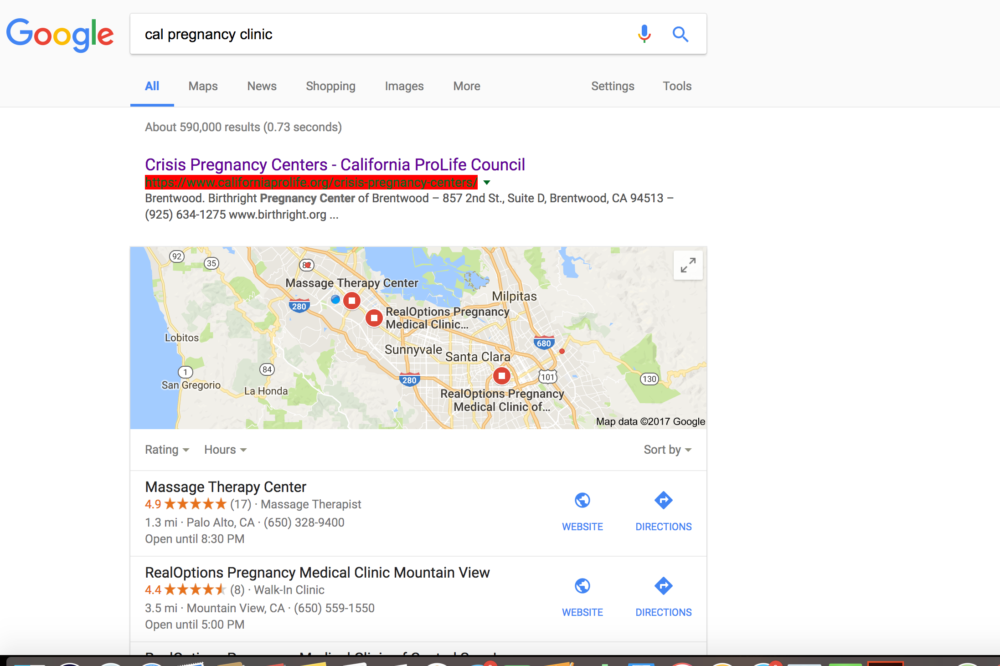 Google
cal pregnancy clinic
All Maps News Shopping Images More Settings Tools
About 590,000 results (0.73 seconds)
Crisis Pregnancy Centers - California ProLife Council
https://www.californiaprolife.org/crisis-pregnancy-centers/
Brentwood. Birthright Pregnancy Center of Brentwood – 857 2nd St., Suite D, Brentwood, CA 94513 –
(925) 634-1275 www.birthright.org ...
92
35
82
Massage Therapy Center
Milpitas
280
RealOptions Pregnancy
Medical Clinic...
Lobitos
680
Sunnyvale
Santa Clara
84
1
280
101
130
San Gregorio
La Honda
RealOptions Pregnancy
Medical Clinic of...
Map data ©2017 Google
Rating Hours Sort by
Massage Therapy Center
4.9 (17) · Massage Therapist
1.3 mi · Palo Alto, CA · (650) 328-9400
Open until 8:30 PM
WEBSITE DIRECTIONS
RealOptions Pregnancy Medical Clinic Mountain View
4.4 (8) · Walk-In Clinic
3.5 mi · Mountain View, CA · (650) 559-1550
Open until 5:00 PM
WEBSITE DIRECTIONS